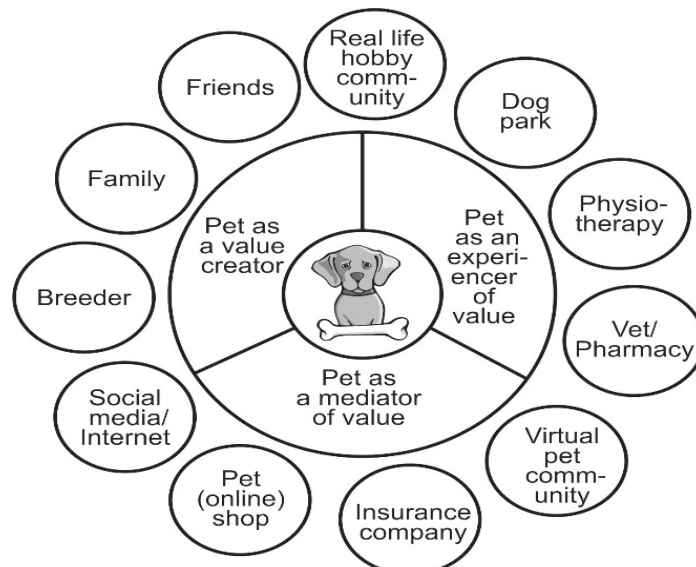 Real life
hobby
comm-
unity
Friends
Dog
park
Family
Physio-
therapy
Pet as
a value
creator
Pet
as an
experi-
encer
of
value
Breeder
Vet/
Pharmacy
Pet as
a mediator
of value
Social
media/
Internet
Virtual
pet
comm-
unity
Pet
(online)
shop
Insurance
company